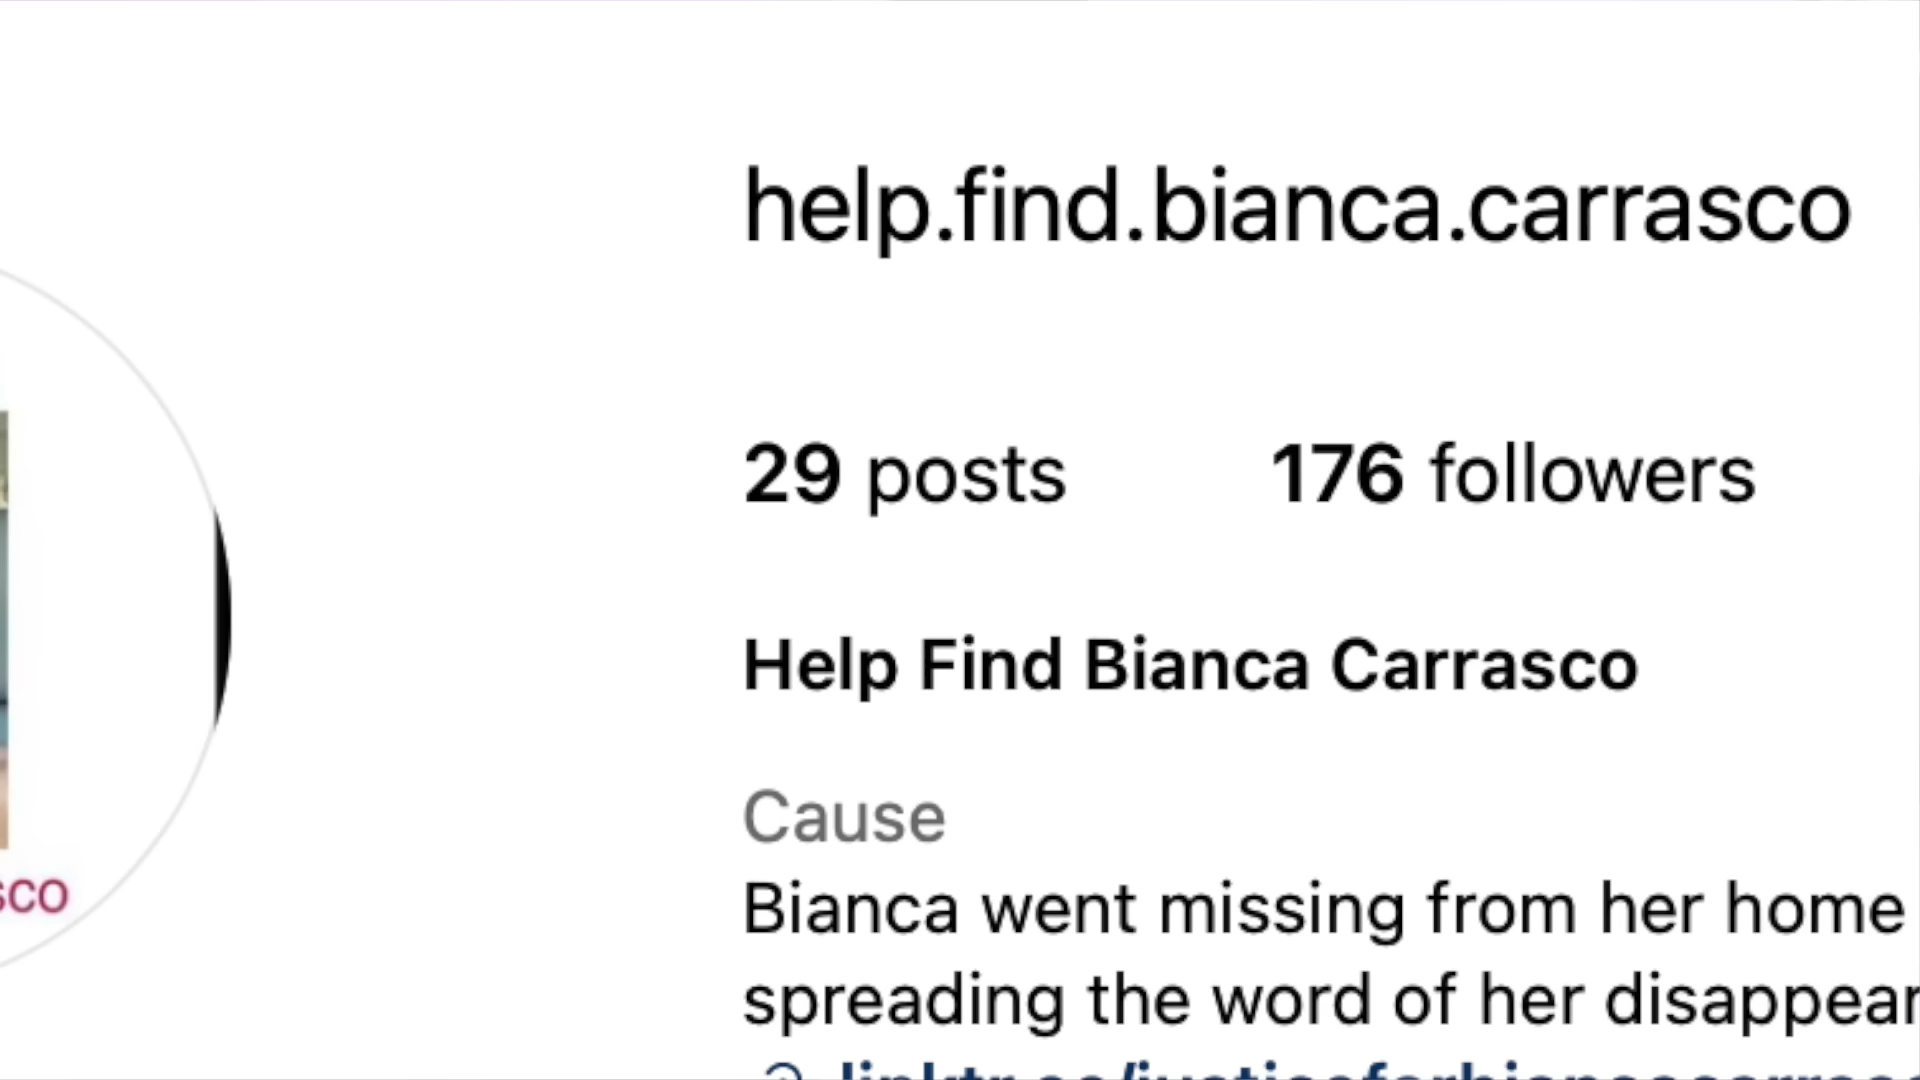 help.find.bianca.carrasco
29 posts 176 followers
Help Find Bianca Carrasco
Cause
sco
Bianca went missing from her home
spreading the word of her disappear